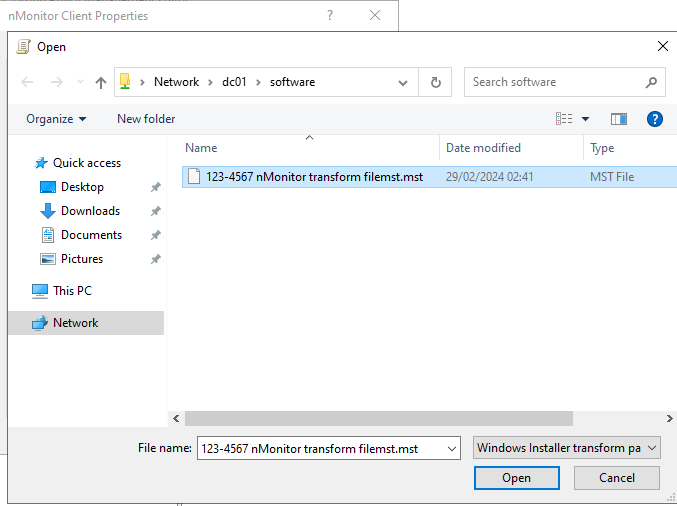 nMonitor Client Properties ?
Open
Network dc01 software
Search software
Organize New folder
Name Date modified Type
123-4567 nMonitor transform filemst.mst 29/02/2024 02:41 MST File
Quick access
Desktop
Downloads
Documents
Pictures
This PC
Network
File name: 123-4567 nMonitor transform filemst.mst Windows Installer transform pa
Open Cancel